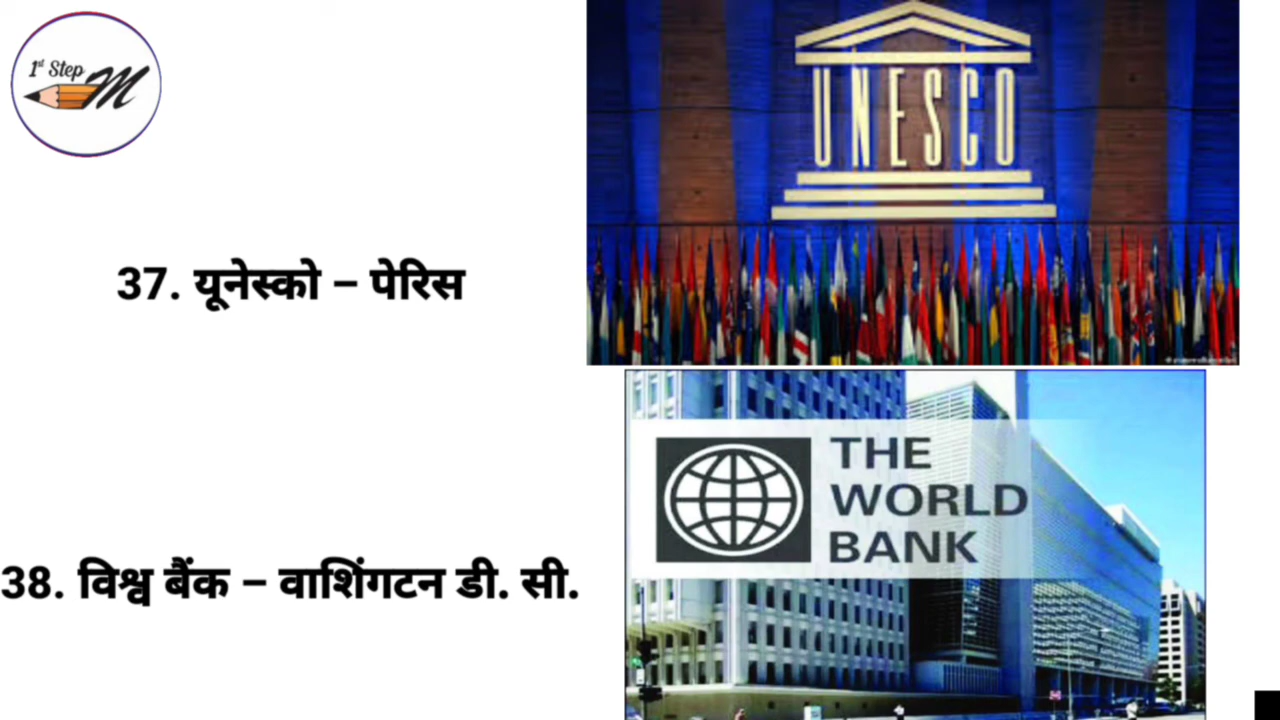 1st Step
M
UNESCO
37. यूनेस्को – पेरिस
THE
WORLD
BANK
38. विश्व बैंक – वाशिंगटन डी. सी.